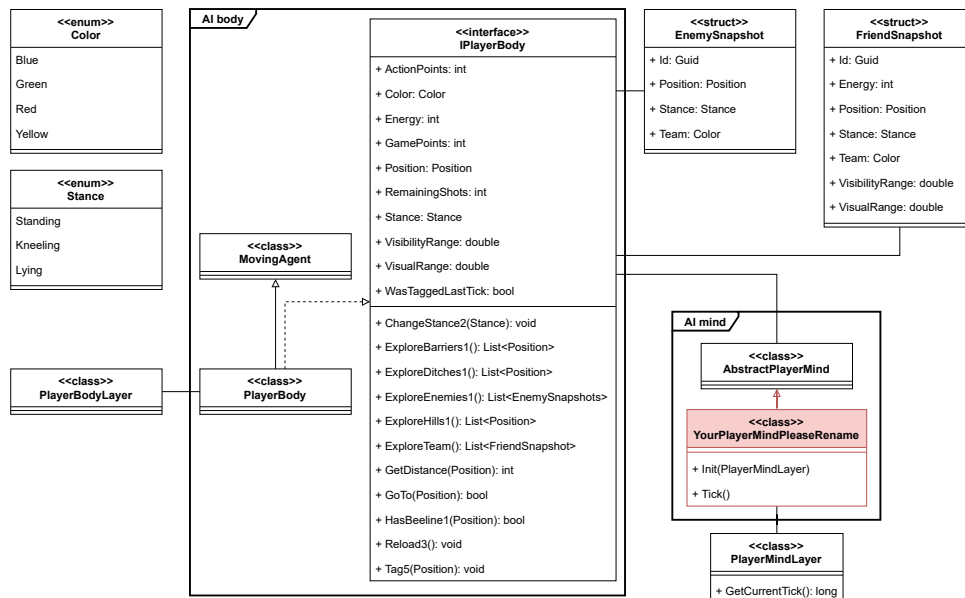 <<enum>>
Color
Blue
Green
Red
Yellow
<<enum>>
Stance
Standing
Kneeling
Lying
AI body
<<class>>
MovingAgent
<<class>>
PlayerBodyLayer
<<class>>
PlayerBody
<<interface>>
IPlayerBody
+ ActionPoints: int
+ Color: Color
+ Energy: int
+ GamePoints: int
+ Position: Position
+ RemainingShots: int
+ Stance: Stance
+ VisibilityRange: double
+ VisualRange: double
+ WasTaggedLastTick: bool
+ ChangeStance2(Stance): void
+ ExploreBarriers1(): List<Position>
+ ExploreDitches1(): List<Position>
+ ExploreEnemies1(): List<EnemySnapshots>
+ ExploreHills1(): List<Position>
+ ExploreTeam(): List<FriendSnapshot>
+ GetDistance(Position): int
+ GoTo(Position): bool
+ HasBeeline1(Position): bool
+ Reload3(): void
+ Tag5(Position): void
<<struct>>
EnemySnapshot
+ Id: Guid
+ Position: Position
+ Stance: Stance
+ Team: Color
<<struct>>
FriendSnapshot
+ Id: Guid
+ Energy: int
+ Position: Position
+ Stance: Stance
+ Team: Color
+ VisibilityRange: double
+ VisualRange: double
AI mind
<<class>>
AbstractPlayerMind
<<class>>
YourPlayerMindPleaseRename
+ Init(PlayerMindLayer)
+ Tick()
<<class>>
PlayerMindLayer
+ GetCurrentTick(): long